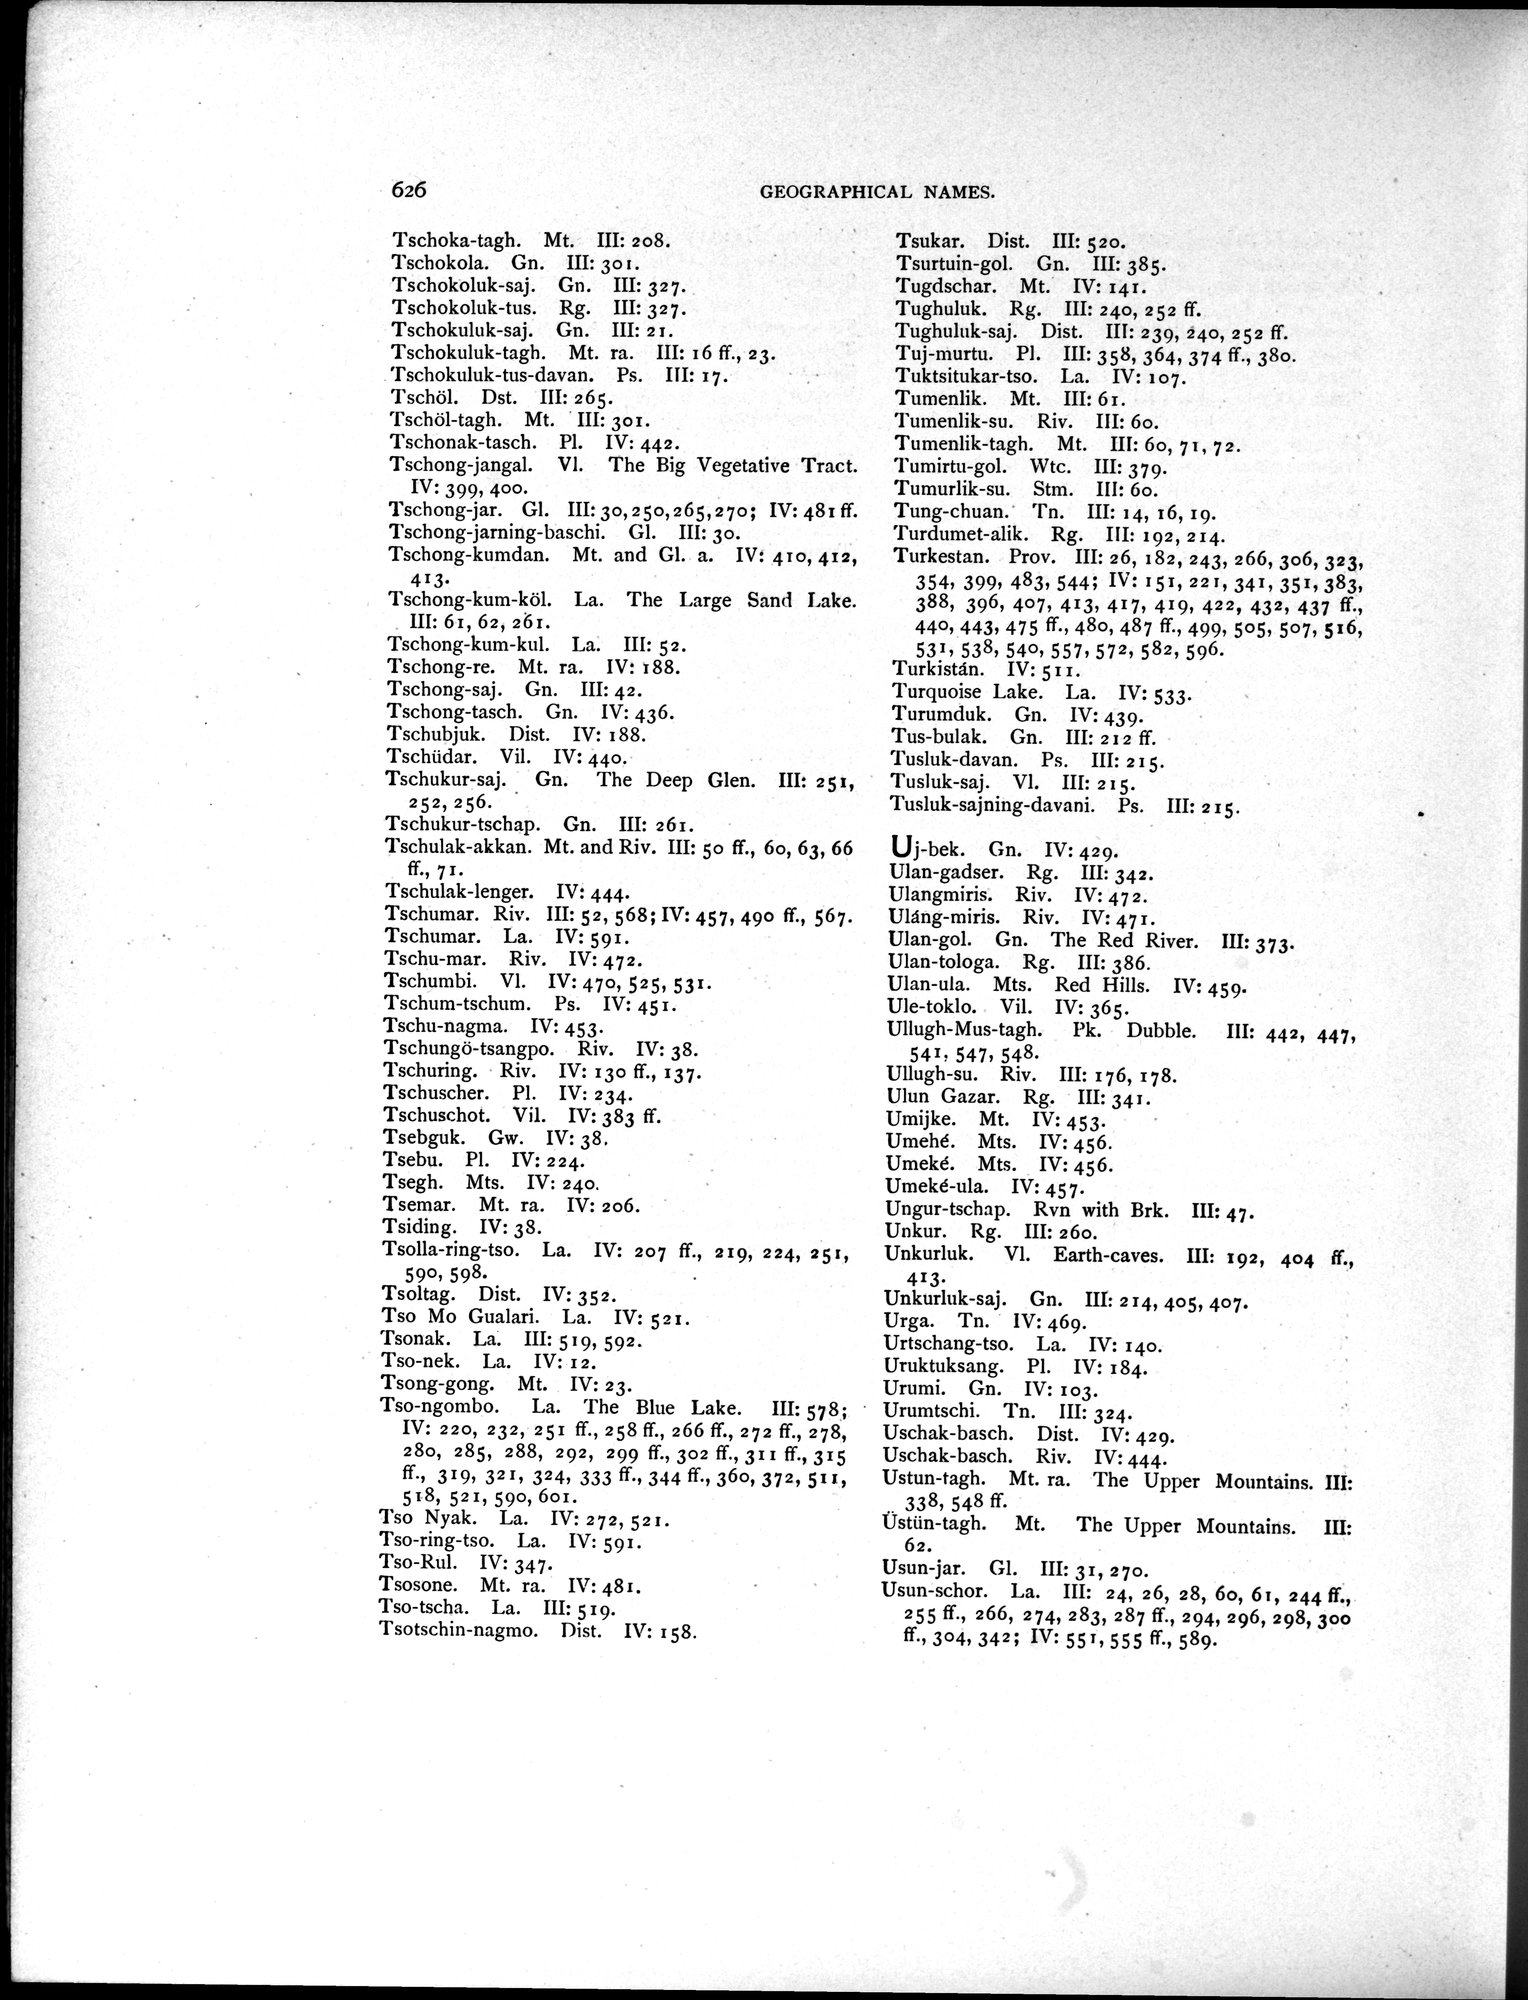 626
GEOGRAPHICAL NAMES.
Tschoka-tagh. Mt. III: 208.
Tschokola. Gn. III: 301.
Tschokoluk-saj. Gn. III: 327.
Tschokoluk-tus. Rg. III: 327.
Tschokuluk-saj. Gn. III: 21.
Tschokuluk-tagh. Mt. ra. III: 16 ff., 23.
Tschokuluk-tus-davan. Ps. III: 17.
Tschöl. Dst. III: 265.
Tschöl-tagh. Mt. III: 301.
Tschonak-tasch. Pl. IV: 442.
Tschong-jangal. Vl. The Big Vegetative Tract.
IV: 399, 400.
Tschong-jar. Gl. III: 30, 250, 265, 270; IV: 481 ff.
Tschong-jarning-baschi. Gl. III: 30.
Tschong-kumdan. Mt. and Gl. a. IV: 410, 412,
413.
Tschong-kum-köl. La. The Large Sand Lake.
III: 61, 62, 261.
Tschong-kum-kul. La. III: 52.
Tschong-re. Mt. ra. IV: 188.
Tschong-saj. Gn. III: 42.
Tschong-tasch. Gn. IV: 436.
Tschubjuk. Dist. IV: 188.
Tschüdar. Vil. IV: 440.
Tschukur-saj. Gn. The Deep Glen. III: 251,
252, 256.
Tschukur-tschap. Gn. III: 261.
Tschulak-akkan. Mt. and Riv. III: 50 ff., 60, 63, 66
ff., 71.
Tschulak-lenger. IV: 444.
Tschumar. Riv. III: 52, 568; IV: 457, 490 ff., 567.
Tschumar. La. IV: 591.
Tschu-mar. Riv. IV: 472.
Tschumbi. Vl. IV: 470, 525, 531.
Tschum-tschum. Ps. IV: 451.
Tschu-nagma. IV: 453.
Tschungö-tsangpo. Riv. IV: 38.
Tschuring. Riv. IV: 130 ff., 137.
Tschuscher. Pl. IV: 234.
Tschuschot. Vil. IV: 383 ff.
Tsebguk. Gw. IV: 38.
Tsebu. Pl. IV: 224.
Tsegh. Mts. IV: 240.
Tsemar. Mt. ra. IV: 206.
Tsiding. IV: 38.
Tsolla-ring-tso. La. IV: 207 ff., 219, 224, 251,
590, 598.
Tsoltag. Dist. IV: 352.
Tso Mo Gualari. La. IV: 521.
Tsonak. La. III: 519, 592.
Tso-nek. La. IV: 12.
Tsong-gong. Mt. IV: 23.
Tso-ngombo. La. The Blue Lake. III: 578;
IV: 220, 232, 251 ff., 258 ff., 266 ff., 272 ff., 278,
280, 285, 288, 292, 299 ff., 302 ff., 311 ff., 315
ff., 319, 321, 324, 333 ff., 344 ff., 360, 372, 511,
518, 521, 590, 601.
Tso Nyak. La. IV: 272, 521.
Tso-ring-tso. La. IV: 591.
Tso-Rul. IV: 347.
Tsosone. Mt. ra. IV: 481.
Tso-tscha. La. III: 519.
Tsotschin-nagmo. Dist. IV: 158.
Tsukar. Dist. III: 520.
Tsurtuin-gol. Gn. III: 385.
Tugdschar. Mt. IV: 141.
Tughuluk. Rg. III: 240, 252 ff.
Tughuluk-saj. Dist. III: 239, 240, 252 ff.
Tuj-murtu. Pl. III: 358, 364, 374 ff., 380.
Tuktsitukar-tso. La. IV: 107.
Tumenlik. Mt. III: 61.
Tumenlik-su. Riv. III: 60.
Tumenlik-tagh. Mt. III: 60, 71, 72.
Tumirtu-gol. Wtc. III: 379.
Tumurlik-su. Stm. III: 60.
Tung-chuan. Tn. III: 14, 16, 19.
Turdumet-alik. Rg. III: 192, 214.
Turkestan. Prov. III: 26, 182, 243, 266, 306, 323,
354, 399, 483, 544; IV: 151, 221, 341, 351, 383,
388, 396, 407, 413, 417, 419, 422, 432, 437 ff.,
440, 443, 475 ff., 480, 487 ff., 499, 505, 507, 516,
531, 538, 540, 557, 572, 582, 596.
Turkistán. IV: 511.
Turquoise Lake. La. IV: 533.
Turumduk. Gn. IV: 439.
Tus-bulak. Gn. III: 212 ff.
Tusluk-davan. Ps. III: 215.
Tusluk-saj. Vl. III: 215.
Tusluk-sajning-davani. Ps. III: 215.
Uj-bek. Gn. IV: 429.
Ulan-gadser. Rg. III: 342.
Ulangmiris. Riv. IV: 472.
Uláng-miris. Riv. IV: 471.
Ulan-gol. Gn. The Red River. III: 373.
Ulan-tologa. Rg. III: 386.
Ulan-ula. Mts. Red Hills. IV: 459.
Ule-toklo. Vil. IV: 365.
Ullugh-Mus-tagh. Pk. Dubble. III: 442, 447,
541, 547, 548.
Ullugh-su. Riv. III: 176, 178.
Ulun Gazar. Rg. III: 341.
Umijke. Mt. IV: 453.
Umehé. Mts. IV: 456.
Umeké. Mts. IV: 456.
Umeké-ula. IV: 457.
Ungur-tschap. Rvn with Brk. III: 47.
Unkur. Rg. III: 260.
Unkurluk. Vl. Earth-caves. III: 192, 404 ff.,
413.
Unkurluk-saj. Gn. III: 214, 405, 407.
Urga. Tn. IV: 469.
Urtschang-tso. La. IV: 140.
Uruktuksang. Pl. IV: 184.
Urumi. Gn. IV: 103.
Urumtschi. Tn. III: 324.
Uschak-basch. Dist. IV: 429.
Uschak-basch. Riv. IV: 444.
Ustun-tagh. Mt. ra. The Upper Mountains. III:
338, 548 ff.
Üstün-tagh. Mt. The Upper Mountains. III:
62.
Usun-jar. Gl. III: 31, 270.
Usun-schor. La. III: 24, 26, 28, 60, 61, 244 ff.,
255 ff., 266, 274, 283, 287 ff., 294, 296, 298, 300
ff., 304, 342; IV: 551, 555 ff., 589.